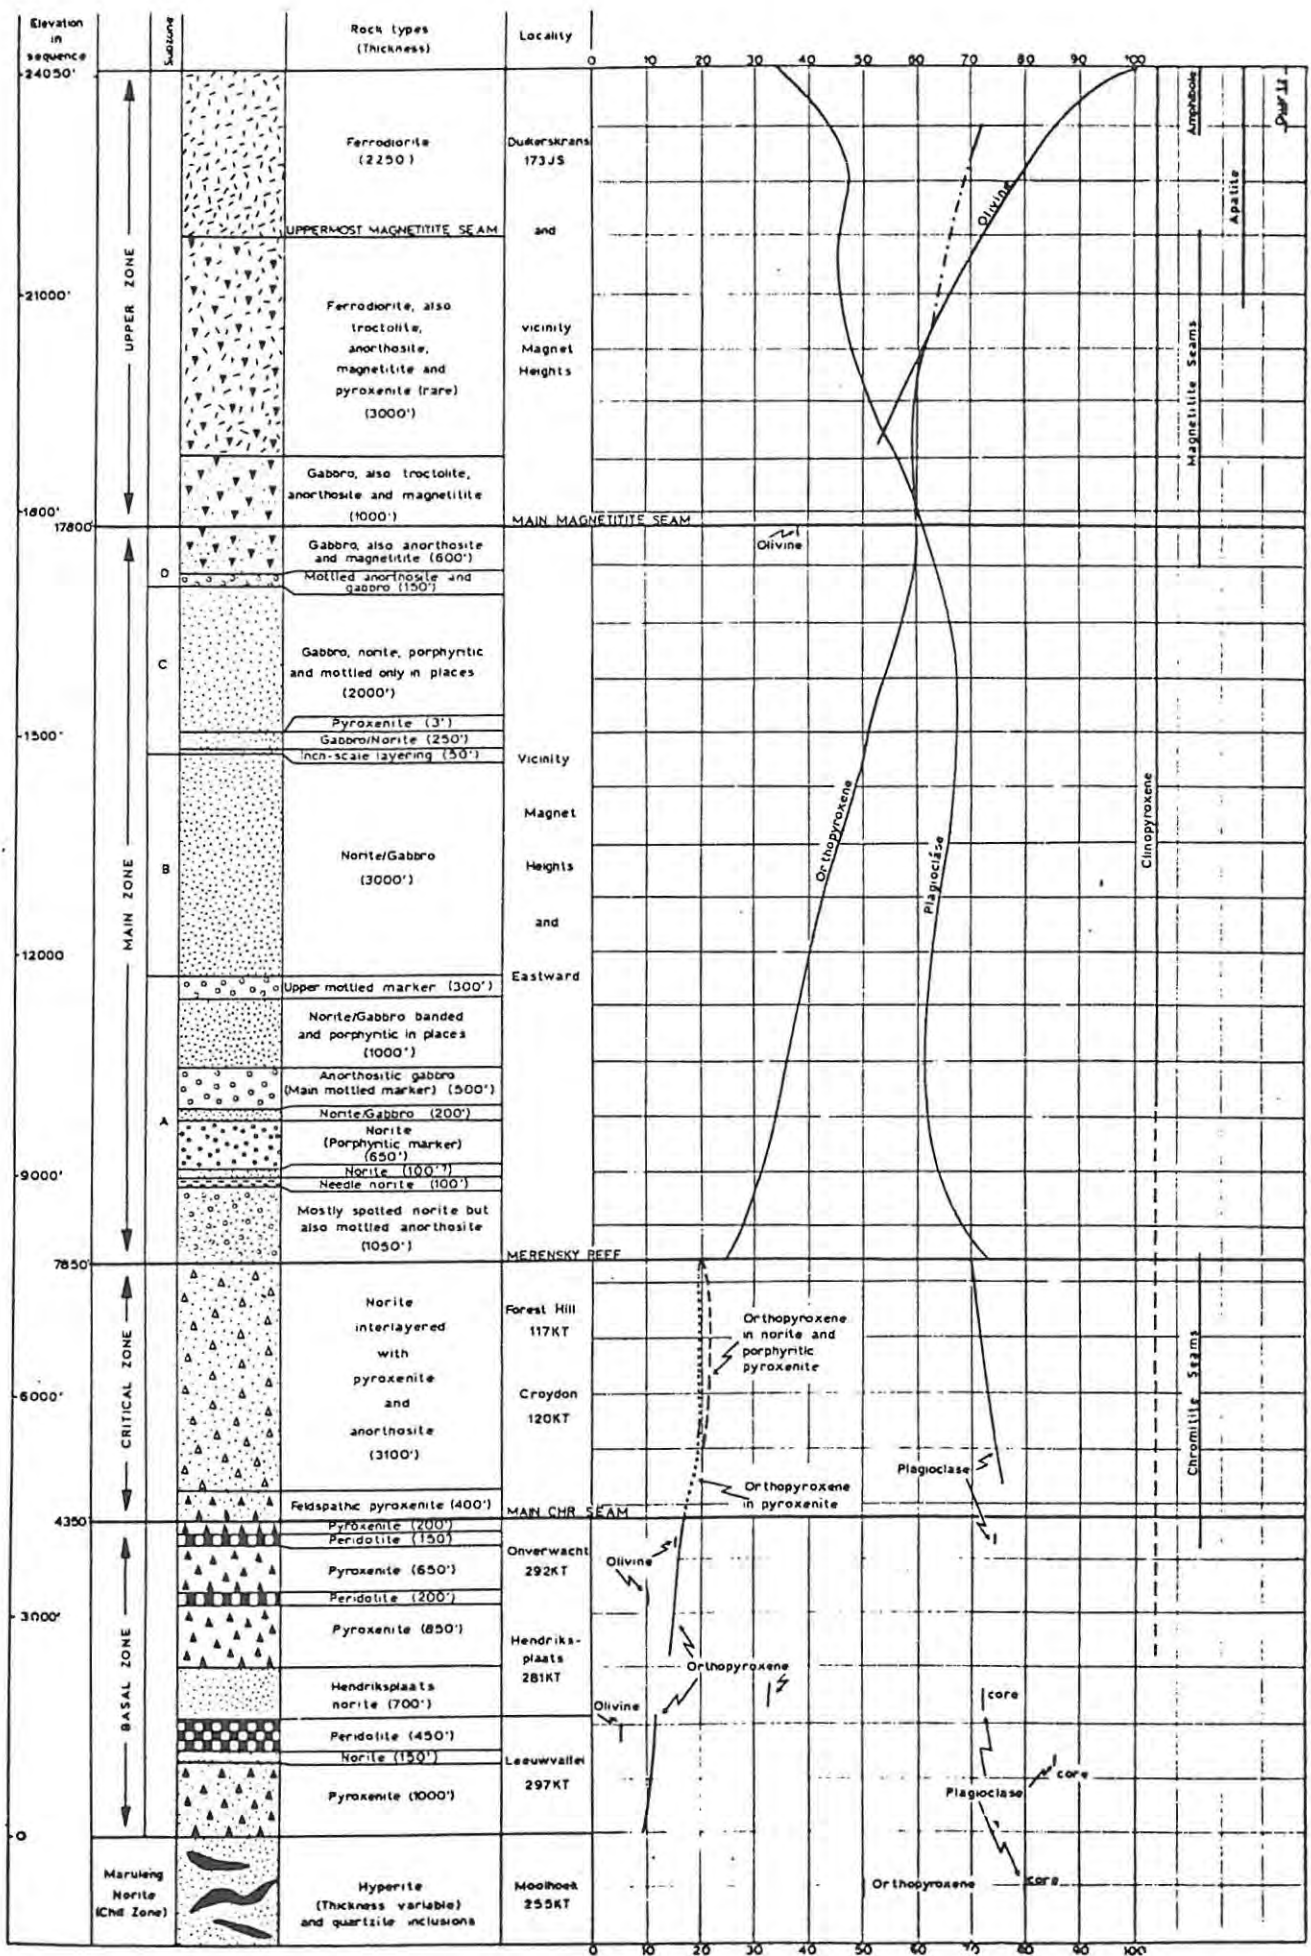 Elevation
in
sequence
Subzone
Rock types
(Thickness)
Locality
0 10 20 30 40 50 60 70 80 90 100
24050'
UPPER ZONE
Ferrodiorite
(2250)
Duikerskrans
173JS
Amphibole
Quartz
Apatite
Olivine
UPPERMOST MAGNETITITE SEAM
and
21000'
Ferrodiorite, also
troctolite,
anorthosite,
magnetitite and
pyroxenite (rare)
(3000')
vicinity
Magnet
Heights
Magnetitite Seams
Gabbro, also troctolite,
anorthosite and magnetitite
(1000')
1800'
17800'
MAIN MAGNETITITE SEAM
MAIN ZONE
Gabbro, also anorthosite
and magnetitite (600')
Olivine
D
Mottled anorthosite and
gabbro (150')
C
Gabbro, norite, porphyritic
and mottled only in places
(2000')
Pyroxenite (3')
1500'
Gabbro/Norite (250')
Inch-scale layering (50')
Vicinity
Magnet
Heights
and
Eastward
B
Norite/Gabbro
(3000')
Orthopyroxene
Plagioclase
Clinopyroxene
12000
Upper mottled marker (300')
Norite/Gabbro banded
and porphyritic in places
(1000')
Anorthositic gabbro
(Main mottled marker) (500')
A
Norite/Gabbro (200')
Norite
(Porphyritic marker)
(650')
Norite (100'?)
9000'
Needle norite (100')
Mostly spotted norite but
also mottled anorthosite
(1050')
MERENSKY REEF
7850'
CRITICAL ZONE
Norite
interlayered
with
pyroxenite
and
anorthosite
(3100')
Forest Hill
117KT
Croydon
120KT
Orthopyroxene
in norite and
porphyritic
pyroxenite
Chromitite Seams
6000'
Plagioclase
Orthopyroxene
in pyroxenite
Feldspathic pyroxenite (400')
MAIN CHR SEAM
4350'
BASAL ZONE
Pyroxenite (200')
Peridotite (150)
Onverwacht
292KT
Olivine
Pyroxenite (650')
Peridotite (200')
3000'
Pyroxenite (850')
Hendriks-
plaats
281KT
Orthopyroxene
Hendriksplaats
norite (700')
core
Olivine
Peridotite (450')
Norite (150')
Leeuwvallei
297KT
core
Pyroxenite (1000')
Plagioclase
0
Maruleng
Norite
(Chill Zone)
Hyperite
(Thickness variable)
and quartzite inclusions
Mooihoek
255KT
Orthopyroxene
core
0 10 20 30 40 50 60 70 80 90 100